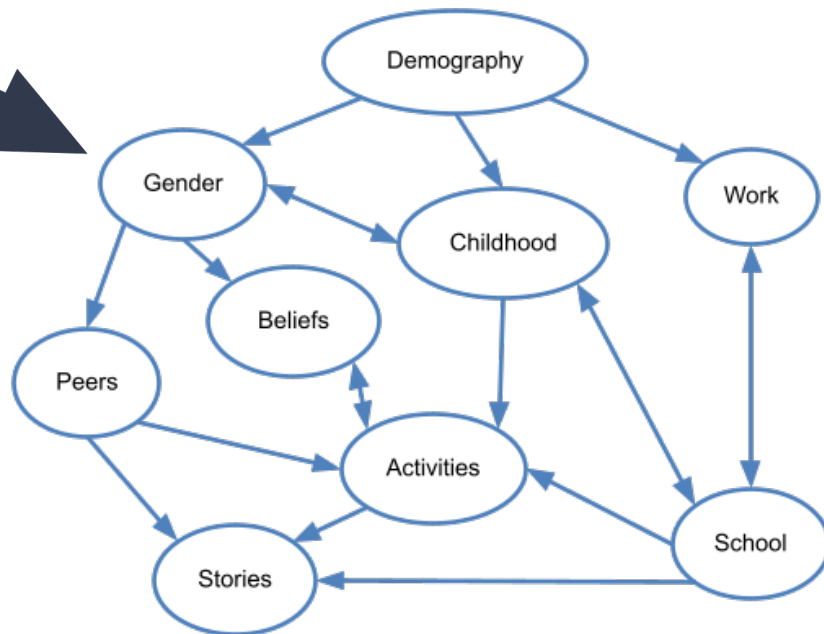 Demography
Gender
Work
Childhood
Beliefs
Peers
Activities
School
Stories